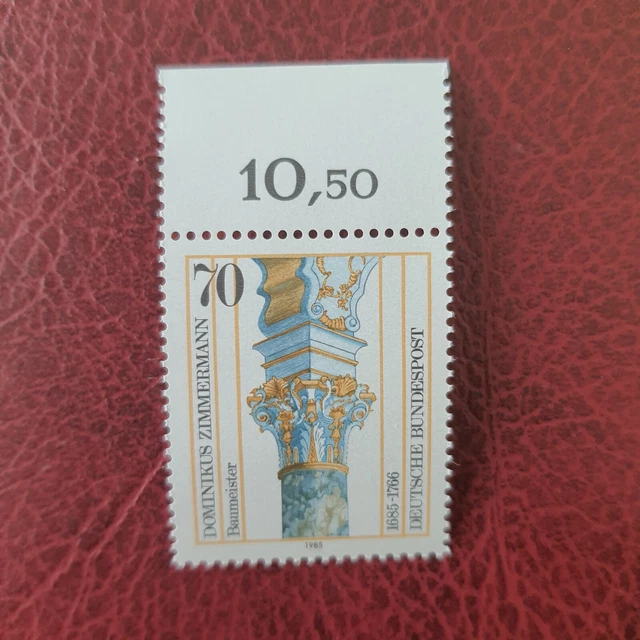 10,50
70
DOMINIKUS ZIMMERMANN
Baumeister
1685-1766
DEUTSCHE BUNDESPOST
1985